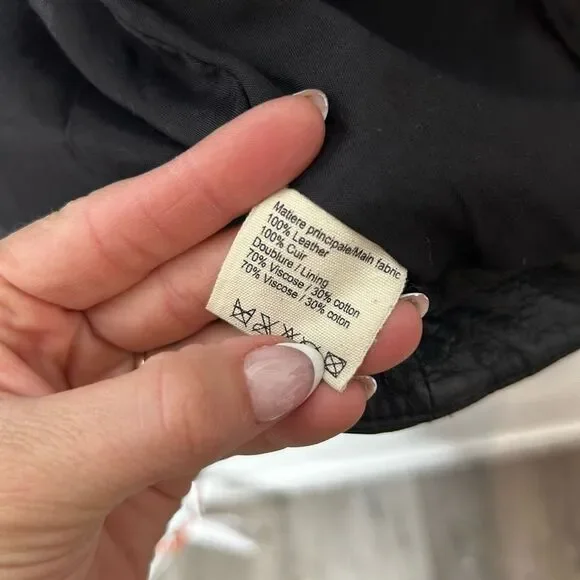 Matiere principale/Main fabric
100% Leather
100% Cuir
Doublure / Lining
70% Viscose / 30% cotton
70% Viscose / 30% coton